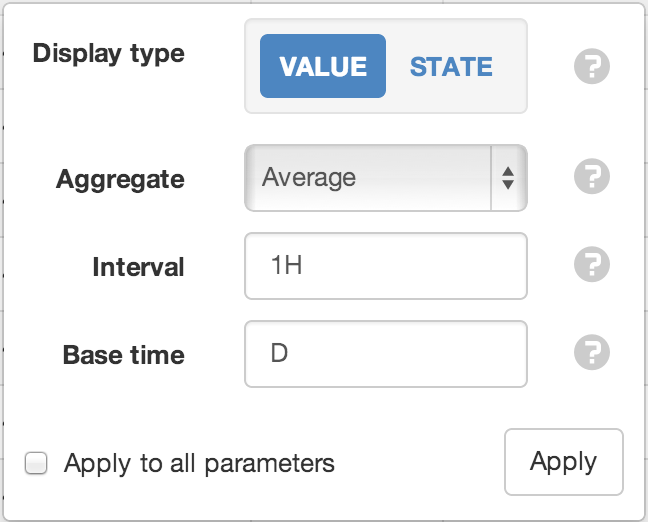 Display type VALUE STATE ?
Aggregate Average ?
Interval 1H ?
Base time D ?
Apply to all parameters Apply